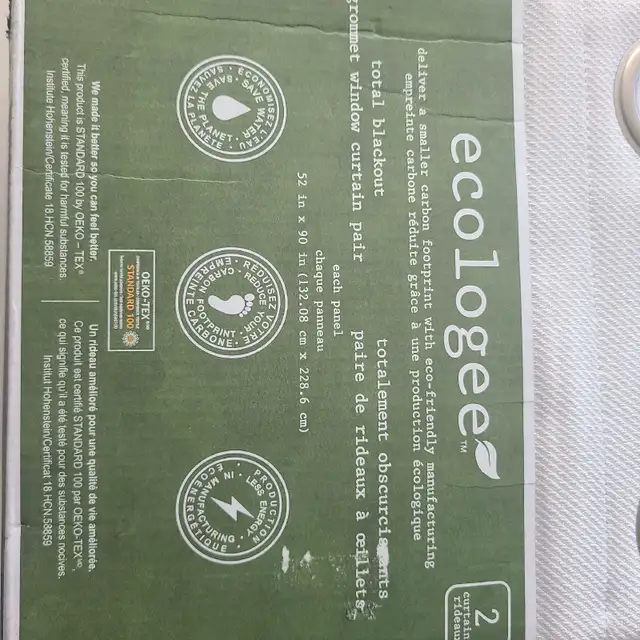 ecologee™
2
curtain
rideau
deliver a smaller carbon footprint with eco-friendly manufacturing
empreinte carbone réduite grâce à une production écologique
total blackout
grommet window curtain pair
totalement obscurcissants
paire de rideaux à œillets
each panel
chaque panneau
52 in x 90 in (132.08 cm x 228.6 cm)
ÉCONOMISEZ L'EAU
SAVE WATER
SAVE THE PLANET
SAUVEZ LA PLANÈTE
REDUISEZ VOTRE
REDUCE YOUR
CARBON FOOTPRINT
EMPREINTE CARBONE
PRODUCTION
LESS ENERGY
IN MANUFACTURING
ÉCOÉNERGÉTIQUE
OEKO-TEX®
STANDARD 100
We made it better so you can feel better.
This product is STANDARD 100 by OEKO – TEX®
certified, meaning it is tested for harmful substances.
Institute Hohenstein/Certificate 18.HCN.58859
Un rideau amélioré pour une qualité de vie améliorée.
Ce produit est certifié STANDARD 100 par OEKO-TEXᴹᴰ,
ce qui signifie qu'il a été testé pour des substances nocives.
Institut Hohenstein/Certificat 18.HCN.58859